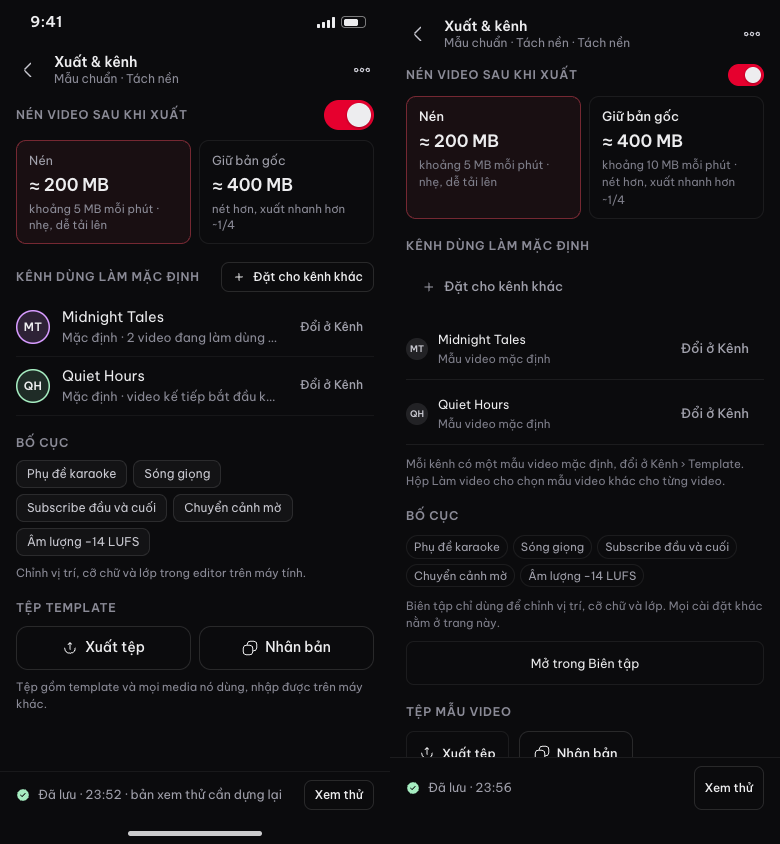 9:41
Xuất & kênh
Mẫu chuẩn · Tách nền
NÉN VIDEO SAU KHI XUẤT
Nén
≈ 200 MB
khoảng 5 MB mỗi phút ·
nhẹ, dễ tải lên
Giữ bản gốc
≈ 400 MB
nét hơn, xuất nhanh hơn
~1/4
KÊNH DÙNG LÀM MẶC ĐỊNH
+ Đặt cho kênh khác
MT
Midnight Tales
Mặc định · 2 video đang làm dùng ...
Đổi ở Kênh
QH
Quiet Hours
Mặc định · video kế tiếp bắt đầu k...
Đổi ở Kênh
BỐ CỤC
Phụ đề karaoke
Sóng giọng
Subscribe đầu và cuối
Chuyển cảnh mờ
Âm lượng −14 LUFS
Chỉnh vị trí, cỡ chữ và lớp trong editor trên máy tính.
TỆP TEMPLATE
Xuất tệp
Nhân bản
Tệp gồm template và mọi media nó dùng, nhập được trên máy
khác.
Đã lưu · 23:52 · bản xem thử cần dựng lại
Xem thử
Xuất & kênh
Mẫu chuẩn · Tách nền · Tách nền
NÉN VIDEO SAU KHI XUẤT
Nén
≈ 200 MB
khoảng 5 MB mỗi phút ·
nhẹ, dễ tải lên
Giữ bản gốc
≈ 400 MB
khoảng 10 MB mỗi phút ·
nét hơn, xuất nhanh hơn
~1/4
KÊNH DÙNG LÀM MẶC ĐỊNH
+ Đặt cho kênh khác
MT
Midnight Tales
Mẫu video mặc định
Đổi ở Kênh
QH
Quiet Hours
Mẫu video mặc định
Đổi ở Kênh
Mỗi kênh có một mẫu video mặc định, đổi ở Kênh › Template.
Hộp Làm video cho chọn mẫu video khác cho từng video.
BỐ CỤC
Phụ đề karaoke
Sóng giọng
Subscribe đầu và cuối
Chuyển cảnh mờ
Âm lượng −14 LUFS
Biên tập chỉ dùng để chỉnh vị trí, cỡ chữ và lớp. Mọi cài đặt khác
nằm ở trang này.
Mở trong Biên tập
TỆP MẪU VIDEO
Xuất tệp
Nhân bản
Đã lưu · 23:56
Xem thử